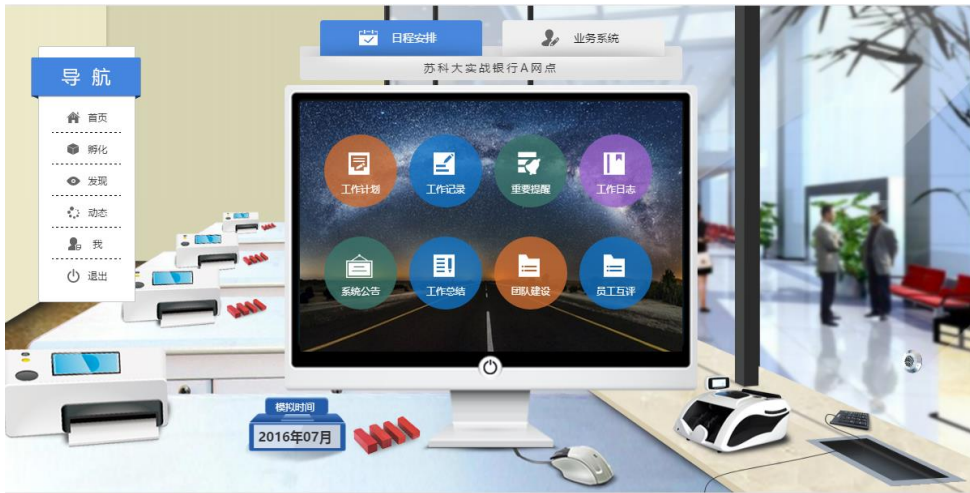 日程安排
业务系统
苏科大实战银行A网点
导航
首页
孵化
发现
动态
我
退出
工作计划
工作记录
重要提醒
工作日志
系统公告
工作总结
团队建设
员工互评
模拟时间
2016年07月